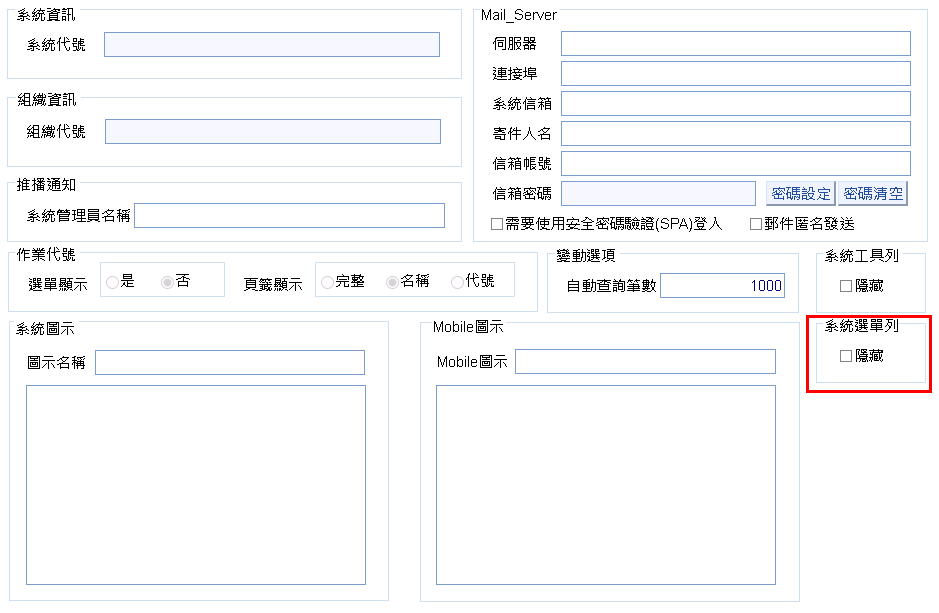 系統資訊
系統代號
組織資訊
組織代號
推播通知
系統管理員名稱
Mail_Server
伺服器
連接埠
系統信箱
寄件人名
信箱帳號
信箱密碼 密碼設定 密碼清空
需要使用安全密碼驗證(SPA)登入 郵件匿名發送
作業代號
選單顯示 是 否 頁籤顯示 完整 名稱 代號
變動選項
自動查詢筆數 1000
系統工具列
隱藏
系統選單列
隱藏
系統圖示
圖示名稱
Mobile圖示
Mobile圖示